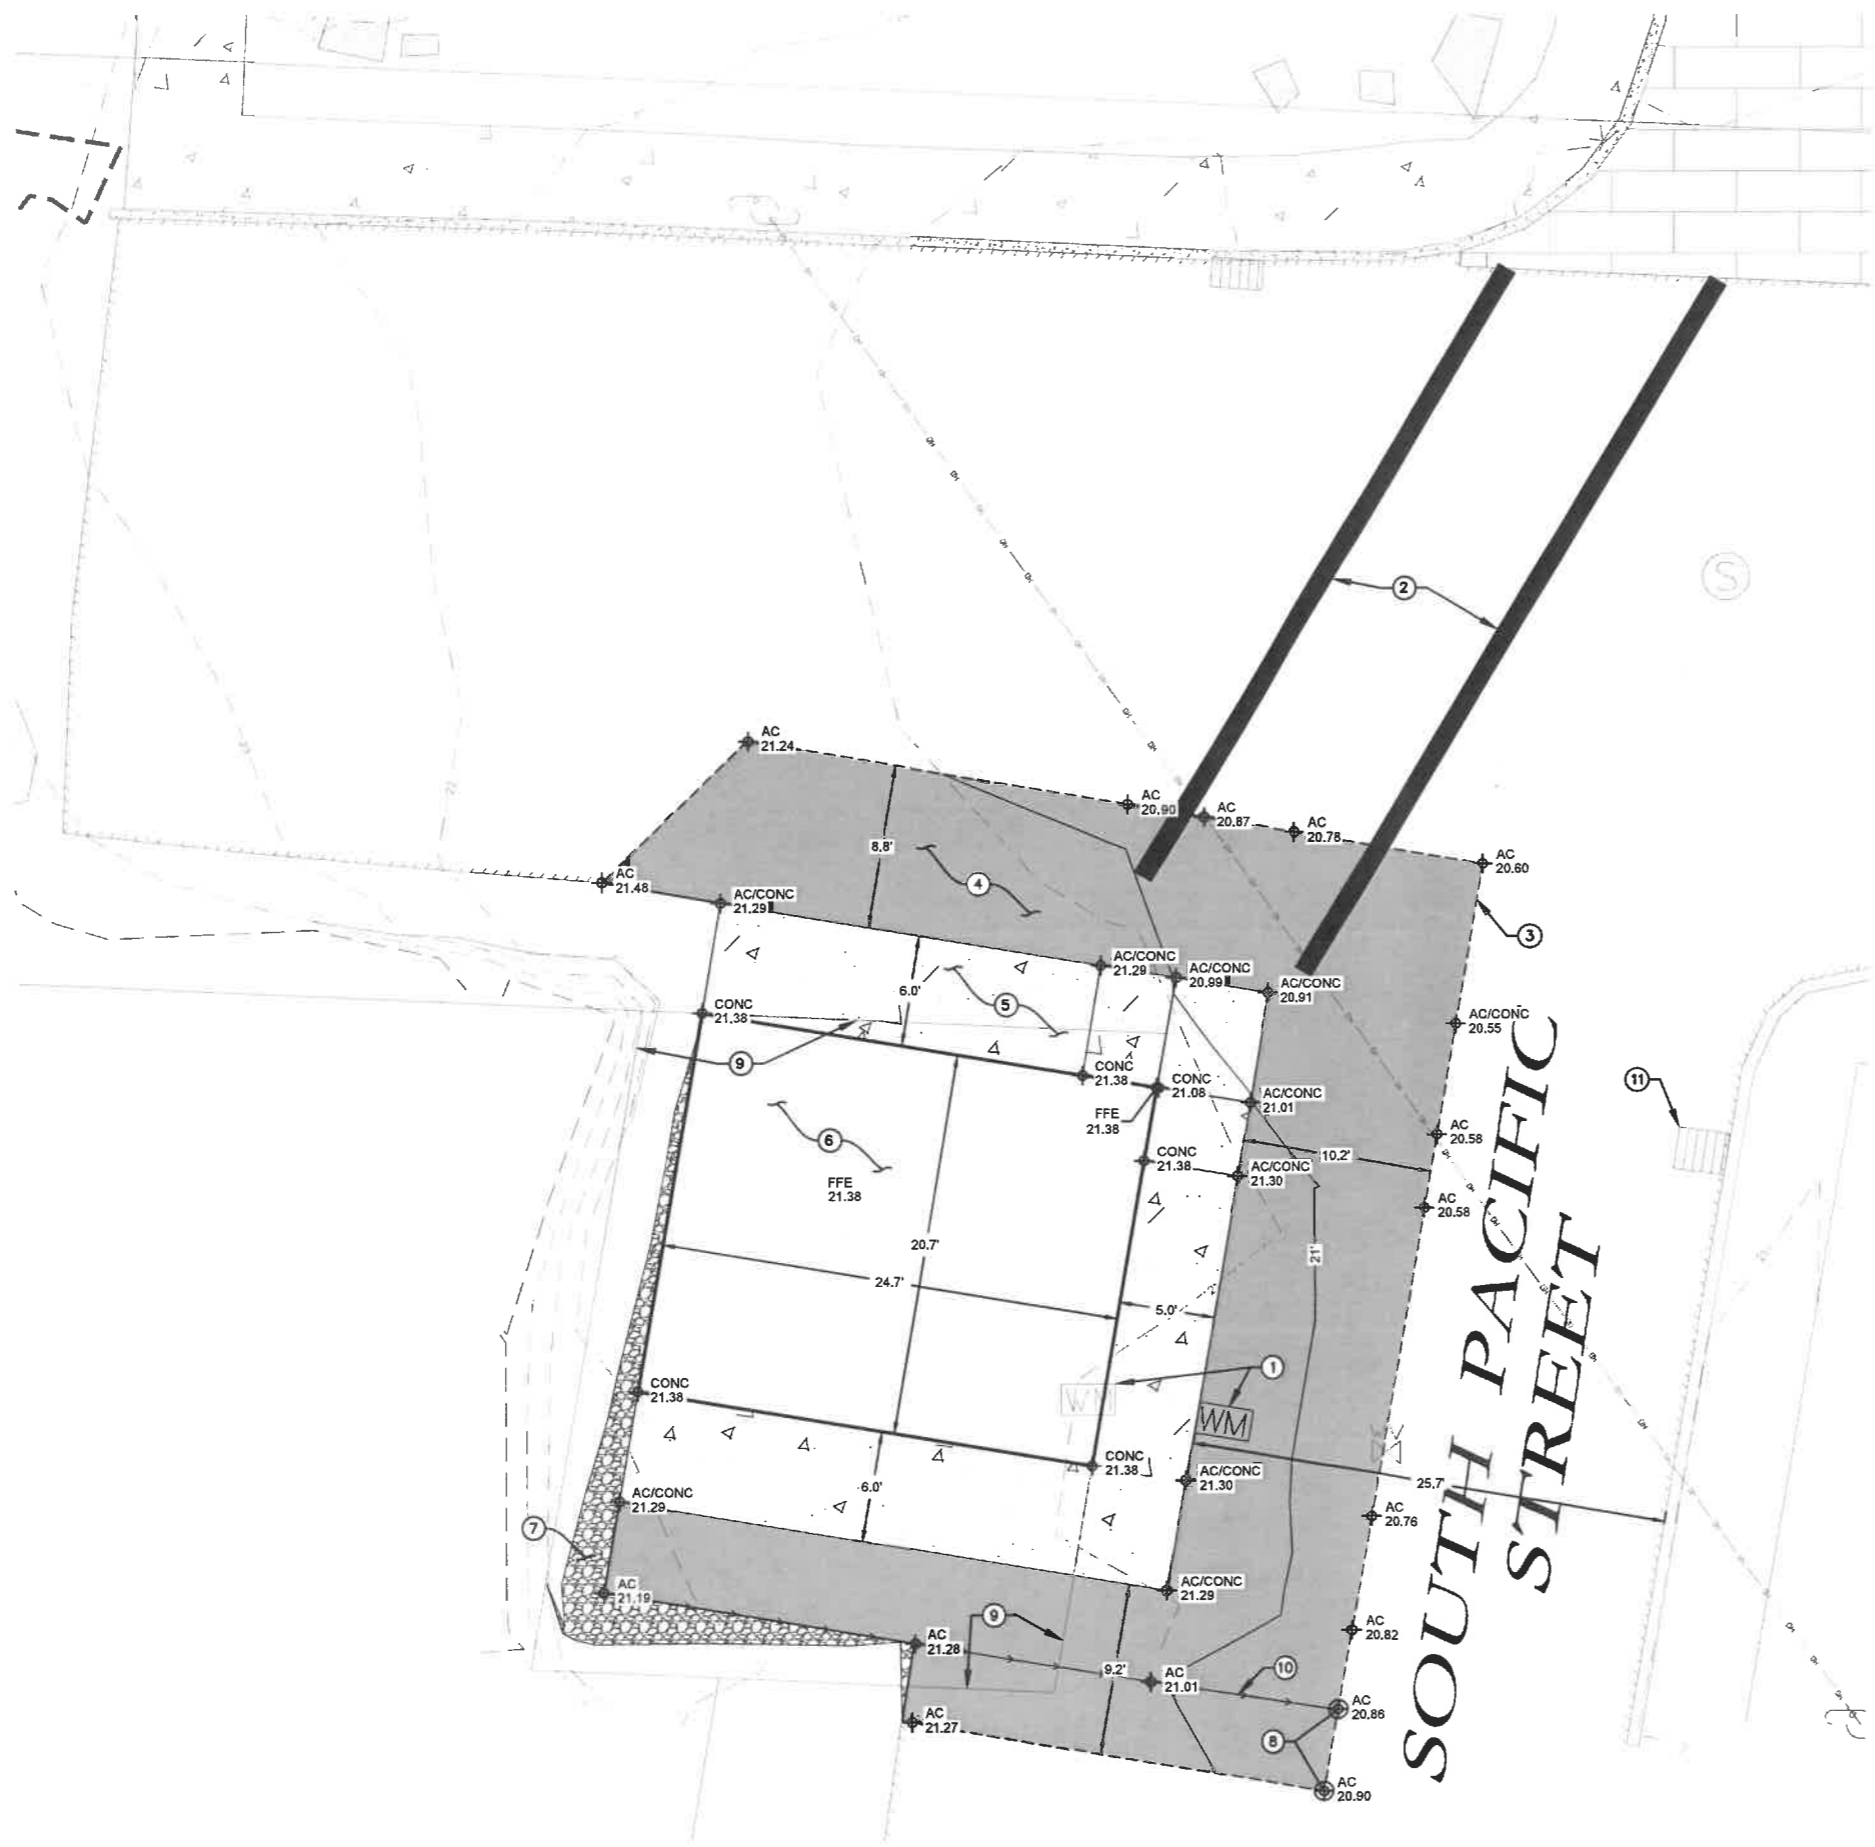 S
2
AC
21.24
AC
20.90
AC
20.87
AC
20.78
AC
20.60
8.8'
4
AC
21.48
AC/CONC
21.29
3
AC/CONC
21.29
AC/CONC
20.99
AC/CONC
20.91
6.0'
5
CONC
21.38
AC/CONC
20.55
9
CONC
21.38
CONC
21.08
AC/CONC
21.01
11
FFE
21.38
6
AC
20.58
10.2'
CONC
21.38
AC/CONC
21.30
FFE
21.38
AC
20.58
20.7'
21'
24.7'
5.0'
1
WM
WM
CONC
21.38
CONC
21.38
AC/CONC
21.30
25.7'
6.0'
AC/CONC
21.29
7
AC
20.76
AC
21.19
AC/CONC
21.29
9
AC
20.82
AC
21.28
9.2'
AC
21.01
10
AC
20.86
AC
21.27
8
AC
20.90
SOUTH PACIFIC
STREET